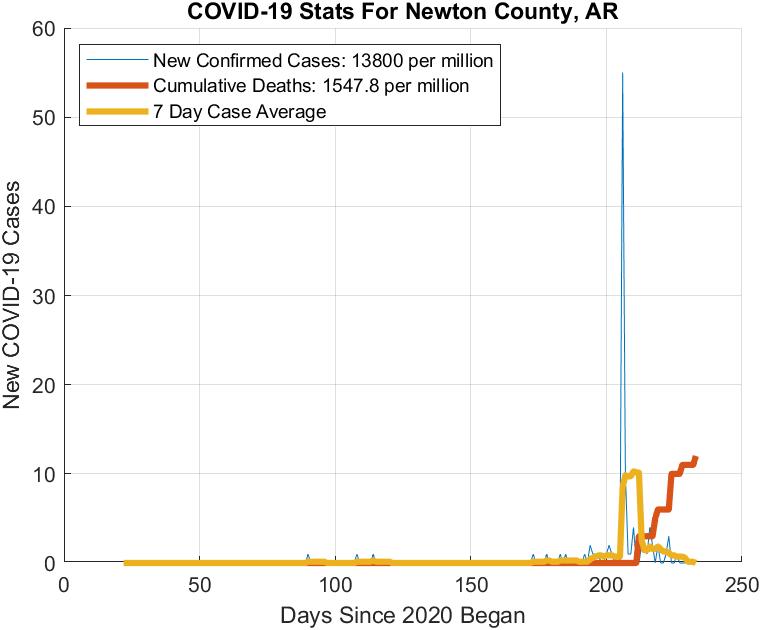 COVID-19 Stats For Newton County, AR
60
New Confirmed Cases: 13800 per million
Cumulative Deaths: 1547.8 per million
7 Day Case Average
50
40
30
20
10
0
New COVID-19 Cases
0 50 100 150 200 250
Days Since 2020 Began